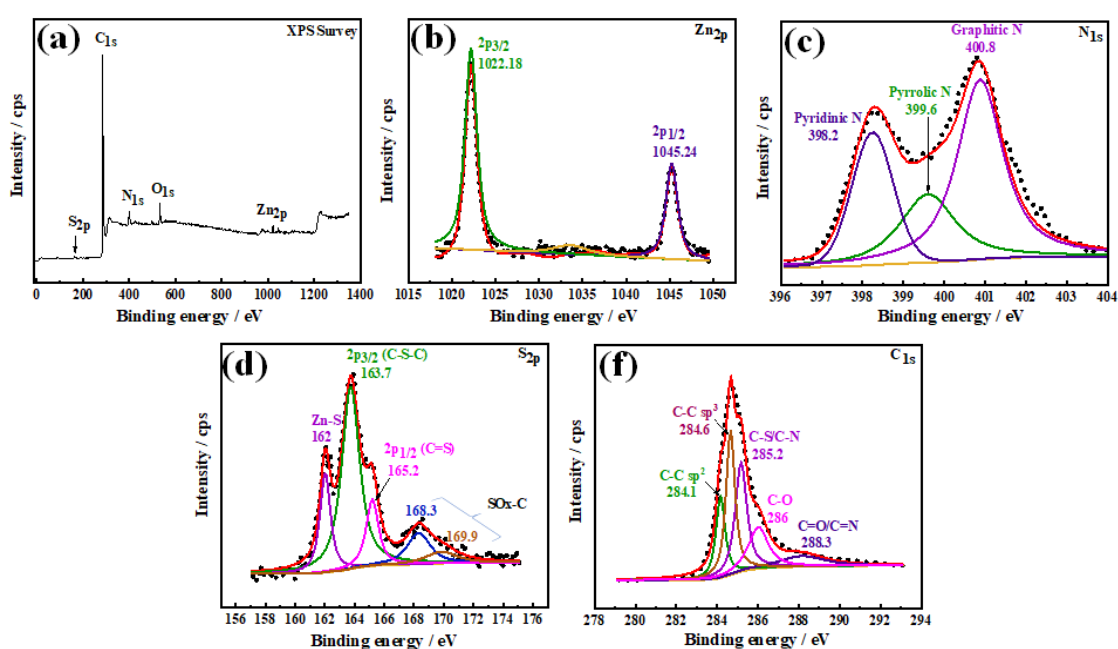 (a)
XPS Survey
C1s
S2p
N1s
O1s
Zn2p
Intensity / cps
0 200 400 600 800 1000 1200 1400
Binding energy / eV
(b)
Zn2p
2p3/2
1022.18
2p1/2
1045.24
Intensity / cps
1015 1020 1025 1030 1035 1040 1045 1050
Binding energy / eV
(c)
N1s
Graphitic N
400.8
Pyrrolic N
399.6
Pyridinic N
398.2
Intensity / cps
396 397 398 399 400 401 402 403 404
Binding energy / eV
(d)
S2p
2p3/2 (C-S-C)
163.7
Zn-S
162
2p1/2 (C=S)
165.2
SOx-C
168.3
169.9
Intensity / cps
156 158 160 162 164 166 168 170 172 174 176
Binding energy / eV
(f)
C1s
C-C sp3
284.6
C-S/C-N
285.2
C-C sp2
284.1
C-O
286
C=O/C=N
288.3
Intensity / cps
278 280 282 284 286 288 290 292 294
Binding energy / eV